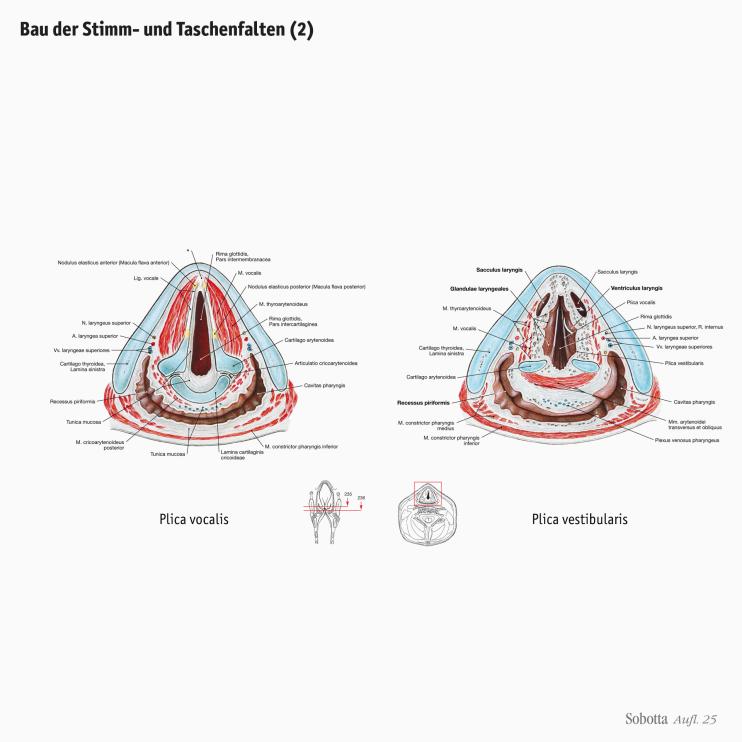 Bau der Stimm- und Taschenfalten (2)
*
Rima glottidis,
Pars intermembranacea
Nodulus elasticus anterior (Macula flava anterior)
M. vocalis
Lig. vocale
Nodulus elasticus posterior (Macula flava posterior)
M. thyroarytenoideus
N. laryngeus superior
Rima glottidis,
Pars intercartilaginea
A. laryngea superior
Cartilago arytenoidea
Vv. laryngeae superiores
Cartilago thyroidea,
Lamina sinistra
Articulatio cricoarytenoidea
Cavitas pharyngis
Recessus piriformis
Tunica mucosa
M. cricoarytenoideus
posterior
M. constrictor pharyngis inferior
Tunica mucosa
Lamina cartilaginis
cricoideae
Sacculus laryngis
Sacculus laryngis
Glandulae laryngeales
Ventriculus laryngis
M. thyroarytenoideus
Plica vocalis
Rima glottidis
M. vocalis
N. laryngeus superior, R. internus
A. laryngea superior
Cartilago thyroidea,
Lamina sinistra
Vv. laryngeae superiores
Plica vestibularis
Cartilago arytenoidea
Recessus piriformis
Cavitas pharyngis
M. constrictor pharyngis
medius
Mm. arytenoidei
transversus et obliquus
M. constrictor pharyngis
inferior
Plexus venosus pharyngeus
235
236
Plica vocalis
Plica vestibularis
Sobotta Aufl. 25